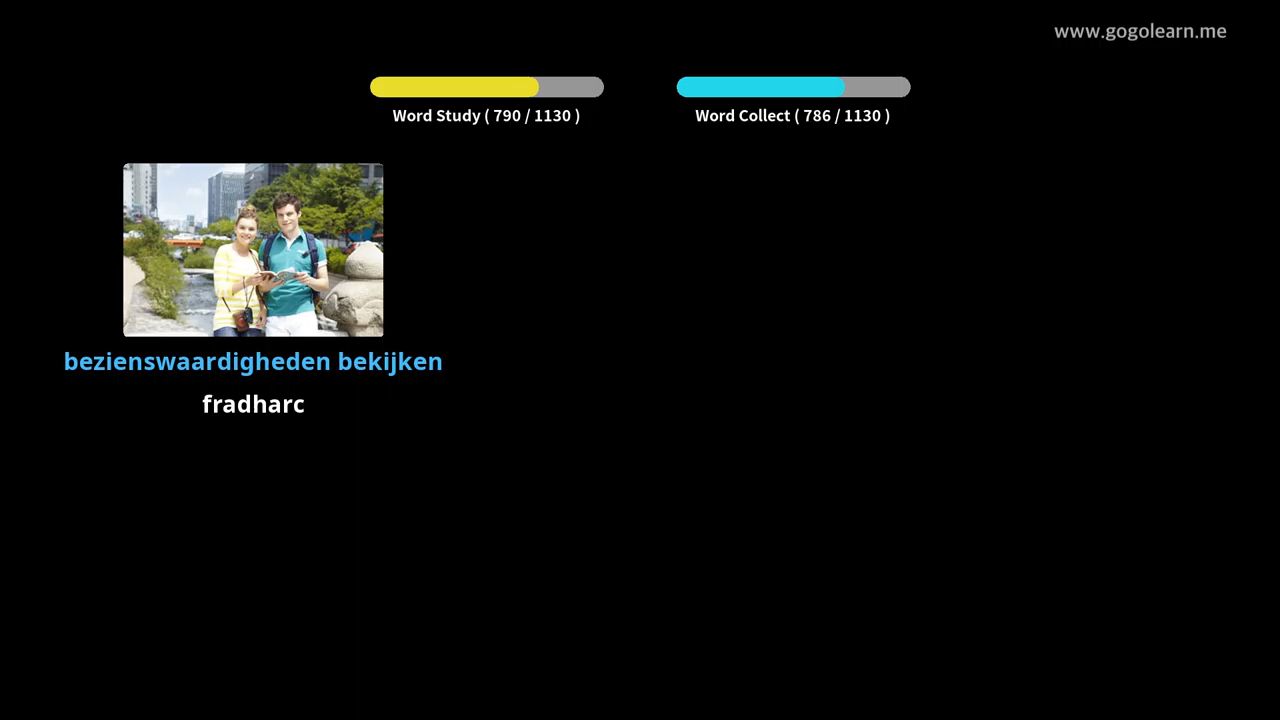 www.gogolearn.me
Word Study ( 790 / 1130 )
Word Collect ( 786 / 1130 )
bezienswaardigheden bekijken
fradharc